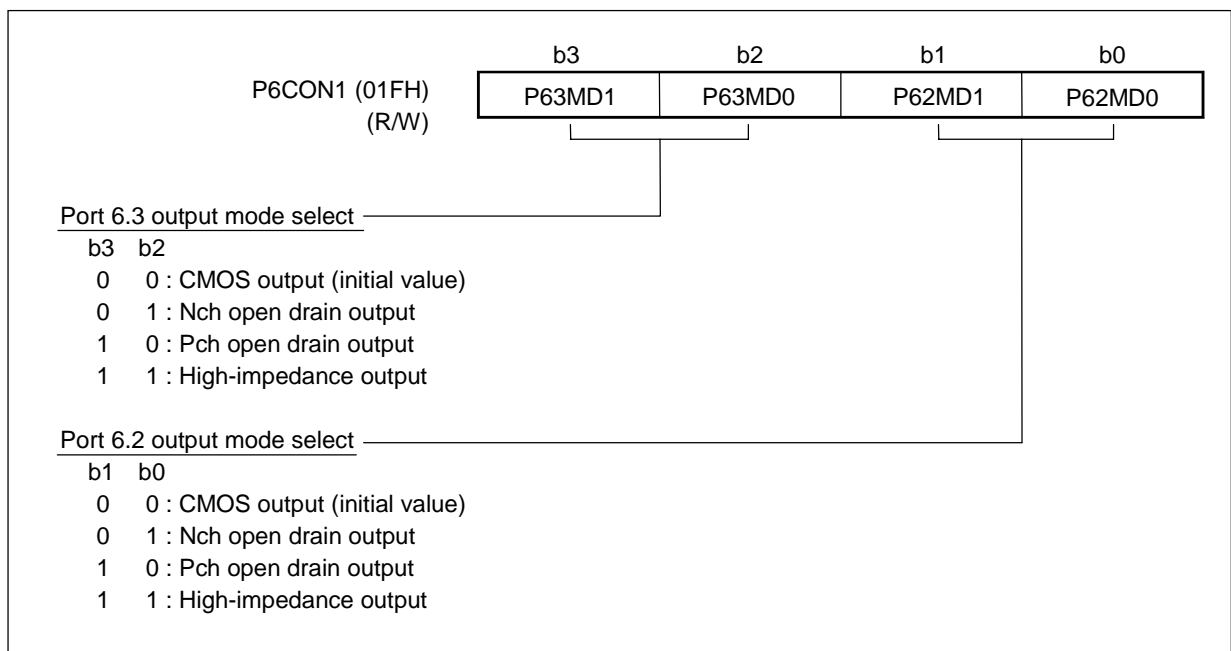 b3 b2 b1 b0
P6CON1 (01FH) P63MD1 P63MD0 P62MD1 P62MD0
(R/W)
Port 6.3 output mode select
b3 b2
0 0 : CMOS output (initial value)
0 1 : Nch open drain output
1 0 : Pch open drain output
1 1 : High-impedance output
Port 6.2 output mode select
b1 b0
0 0 : CMOS output (initial value)
0 1 : Nch open drain output
1 0 : Pch open drain output
1 1 : High-impedance output